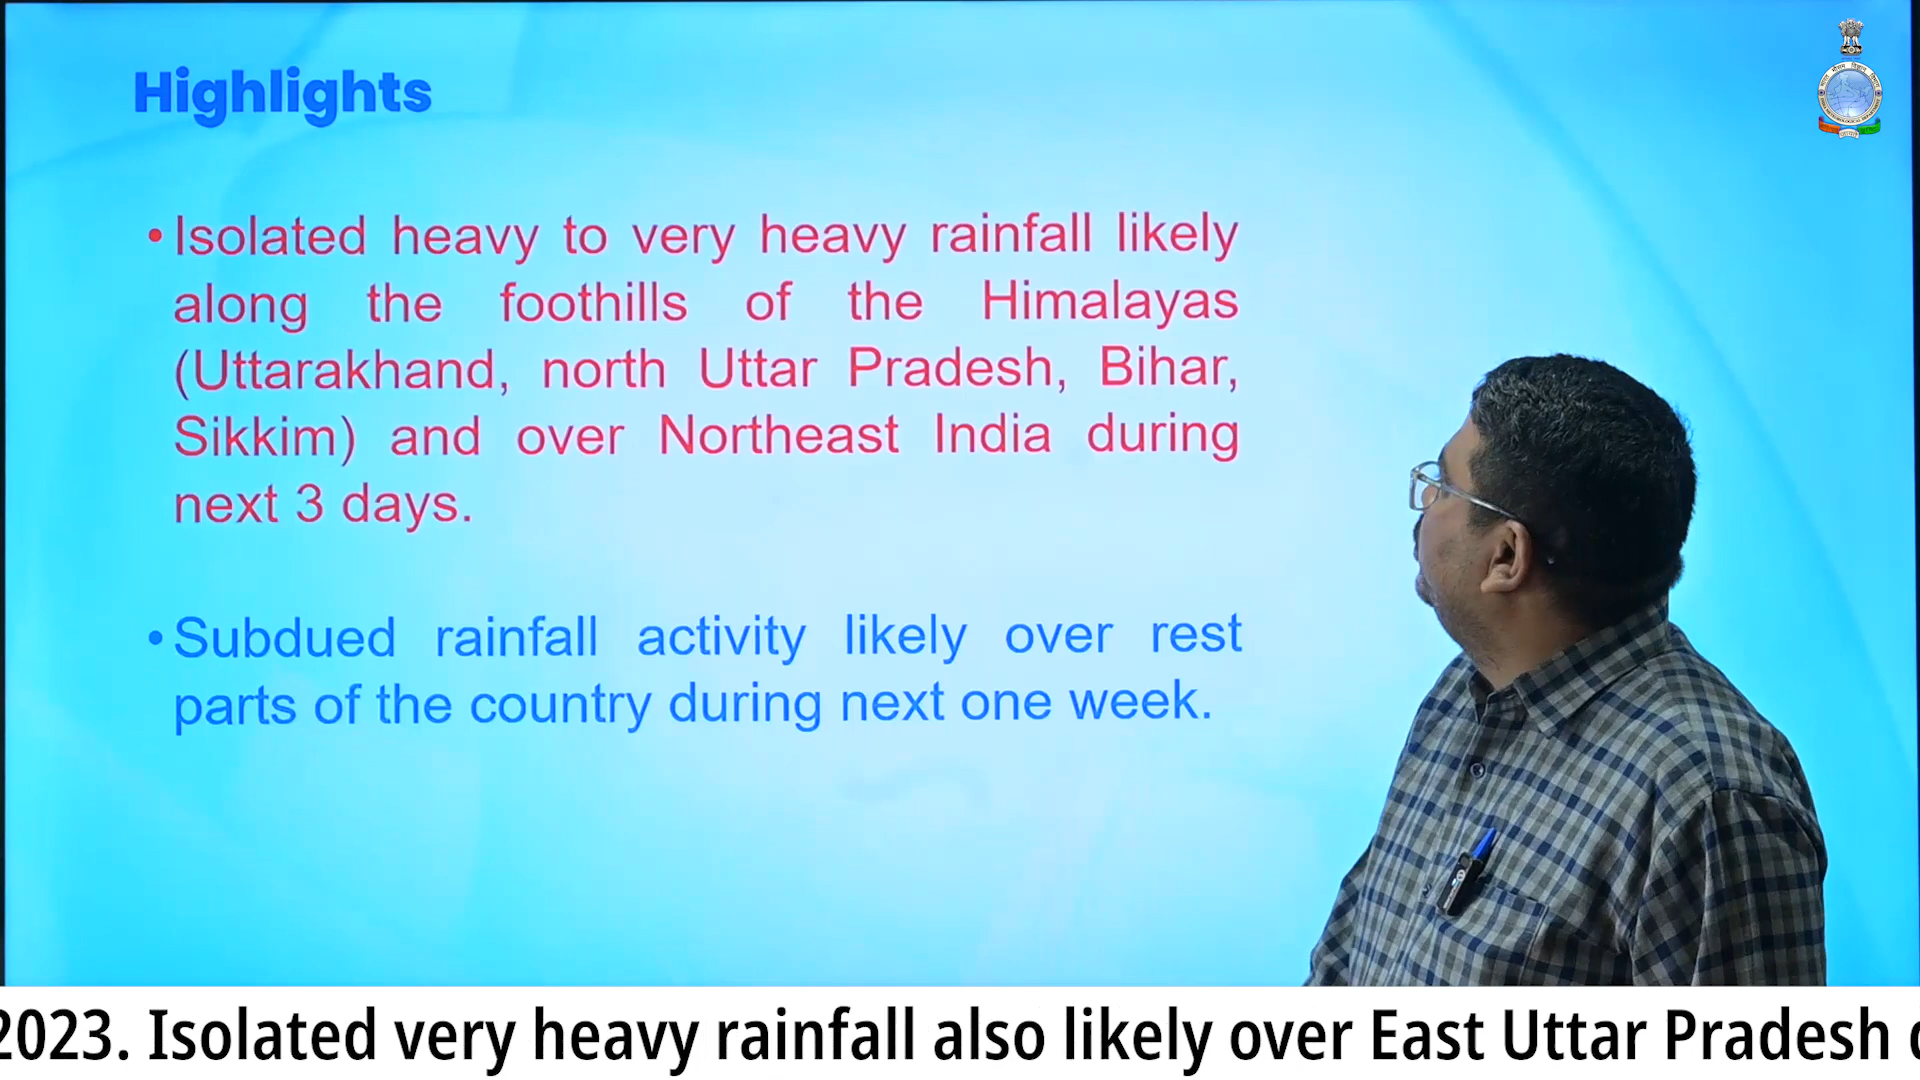 Highlights
• Isolated heavy to very heavy rainfall likely
along the foothills of the Himalayas
(Uttarakhand, north Uttar Pradesh, Bihar,
Sikkim) and over Northeast India during
next 3 days.
• Subdued rainfall activity likely over rest
parts of the country during next one week.
2023. Isolated very heavy rainfall also likely over East Uttar Pradesh